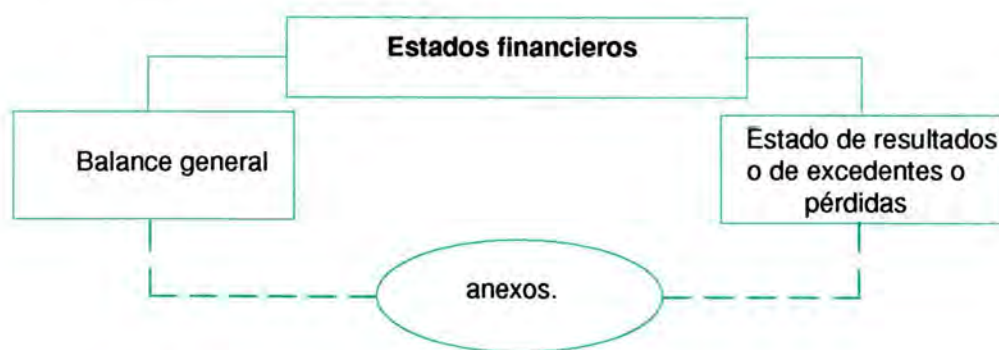 Estados financieros
Balance general
Estado de resultados
o de excedentes o
pérdidas
anexos.